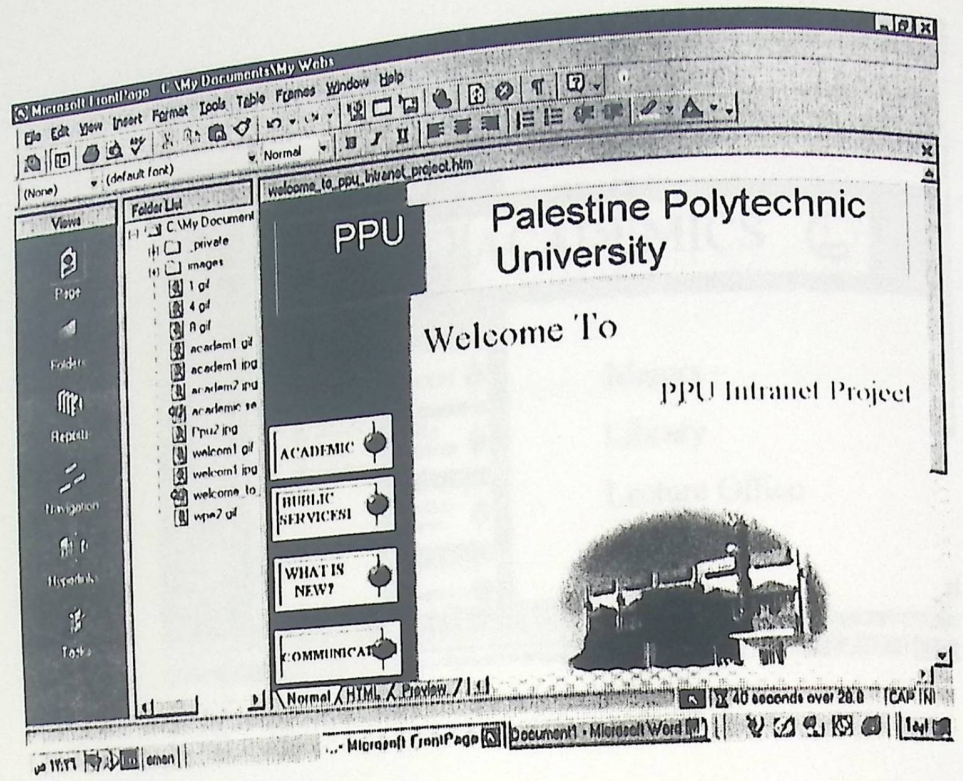 Microsoft FrontPage - C:\My Documents\My Webs
File Edit View Insert Format Tools Table Frames Window Help
(None) (default font) Normal B I U
Views
Page
Folders
Reports
Navigation
Hyperlinks
Tasks
Folder List
C:\My Document
_private
images
1.gif
4.gif
academ1.gif
academ1.jpg
academ2.jpg
academic se
Ppu2.jpg
welcom1.gif
welcom1.jpg
welcome_to_
wpe2.gif
welcome_to_ppu_intranet_project.htm
PPU
Palestine Polytechnic
University
Welcome To
PPU Intranet Project
ACADEMIC
PUBLIC
SERVICES!
WHAT IS
NEW?
COMMUNICAT
Normal HTML Preview
40 seconds over 28.8 CAP
...- Microsoft FrontPage Document1 - Microsoft Word ابدأ
ص ١٢:٢٦